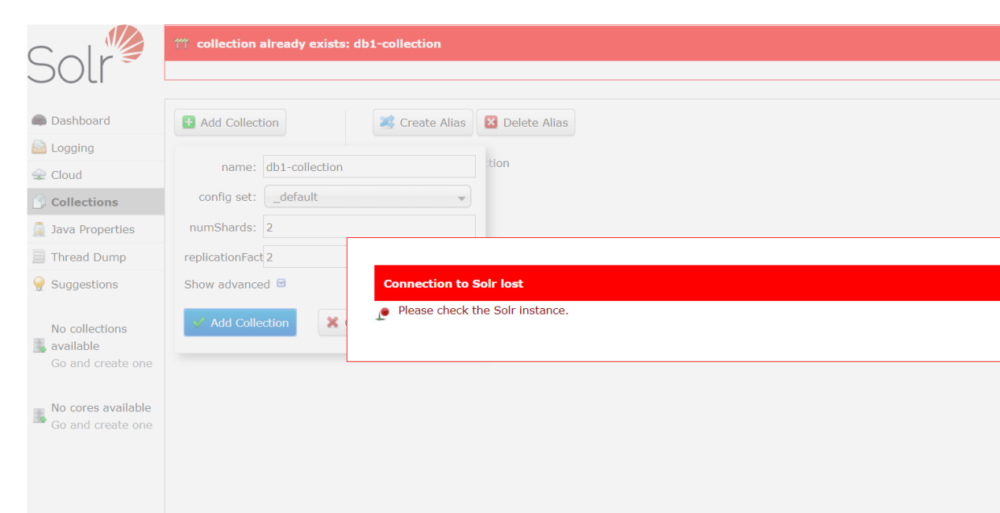 Solr
collection already exists: db1-collection
Dashboard
Logging
Cloud
Collections
Java Properties
Thread Dump
Suggestions
No collections
available
Go and create one
No cores available
Go and create one
Add Collection
Create Alias
Delete Alias
name: db1-collection
tion
config set: _default
numShards: 2
replicationFact 2
Show advanced
Add Collection
Connection to Solr lost
Please check the Solr instance.